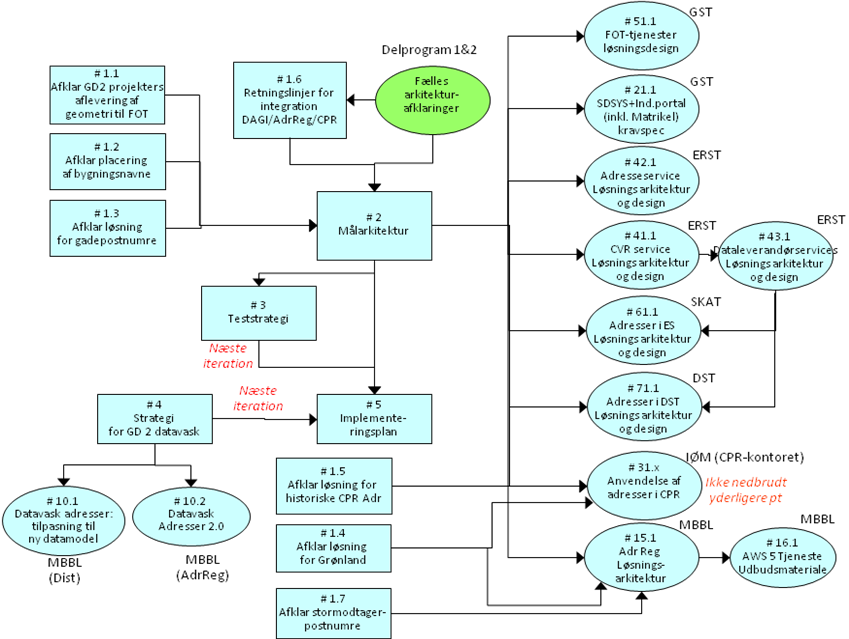 Delprogram 1&2
Fælles
arkitektur-
afklaringer
# 1.6
Retningslinjer for
integration
DAGI/AdrReg/CPR
# 1.1
Afklar GD2 projekters
aflevering af
geometri til FOT
# 1.2
Afklar placering
af bygningsnavne
# 1.3
Afklar løsning
for gadepostnumre
# 2
Målarkitektur
# 3
Teststrategi
Næste
iteration
Næste
iteration
# 4
Strategi
for GD 2 datavask
# 5
Implemente-
ringsplan
# 10.1
Datavask adresser:
tilpasning til
ny datamodel
MBBL
(Dist)
# 10.2
Datavask
Adresser 2.0
MBBL
(AdrReg)
# 1.5
Afklar løsning for
historiske CPR Adr
# 1.4
Afklar løsning
for Grønland
# 1.7
Afklar stormodtager-
postnumre
GST
# 51.1
FOT-tjenester
løsningsdesign
GST
# 21.1
SDSYS+Ind.portal
(inkl. Matrikel)
kravspec
ERST
# 42.1
Adresseservice
Løsningsarkitektur
og design
ERST
# 41.1
CVR service
Løsningsarkitektur
og design
ERST
# 43.1
Dataleverandørservices
Løsningsarkitektur
og design
SKAT
# 61.1
Adresser i ES
Løsningsarkitektur
og design
DST
# 71.1
Adresser i DST
Løsningsarkitektur
og design
IØM (CPR-kontoret)
# 31.x
Anvendelse af
adresser i CPR
Ikke nedbrudt
yderligere pt
MBBL
# 15.1
Adr Reg
Løsnings-
arkitektur
MBBL
# 16.1
AWS 5 Tjeneste
Udbudsmateriale